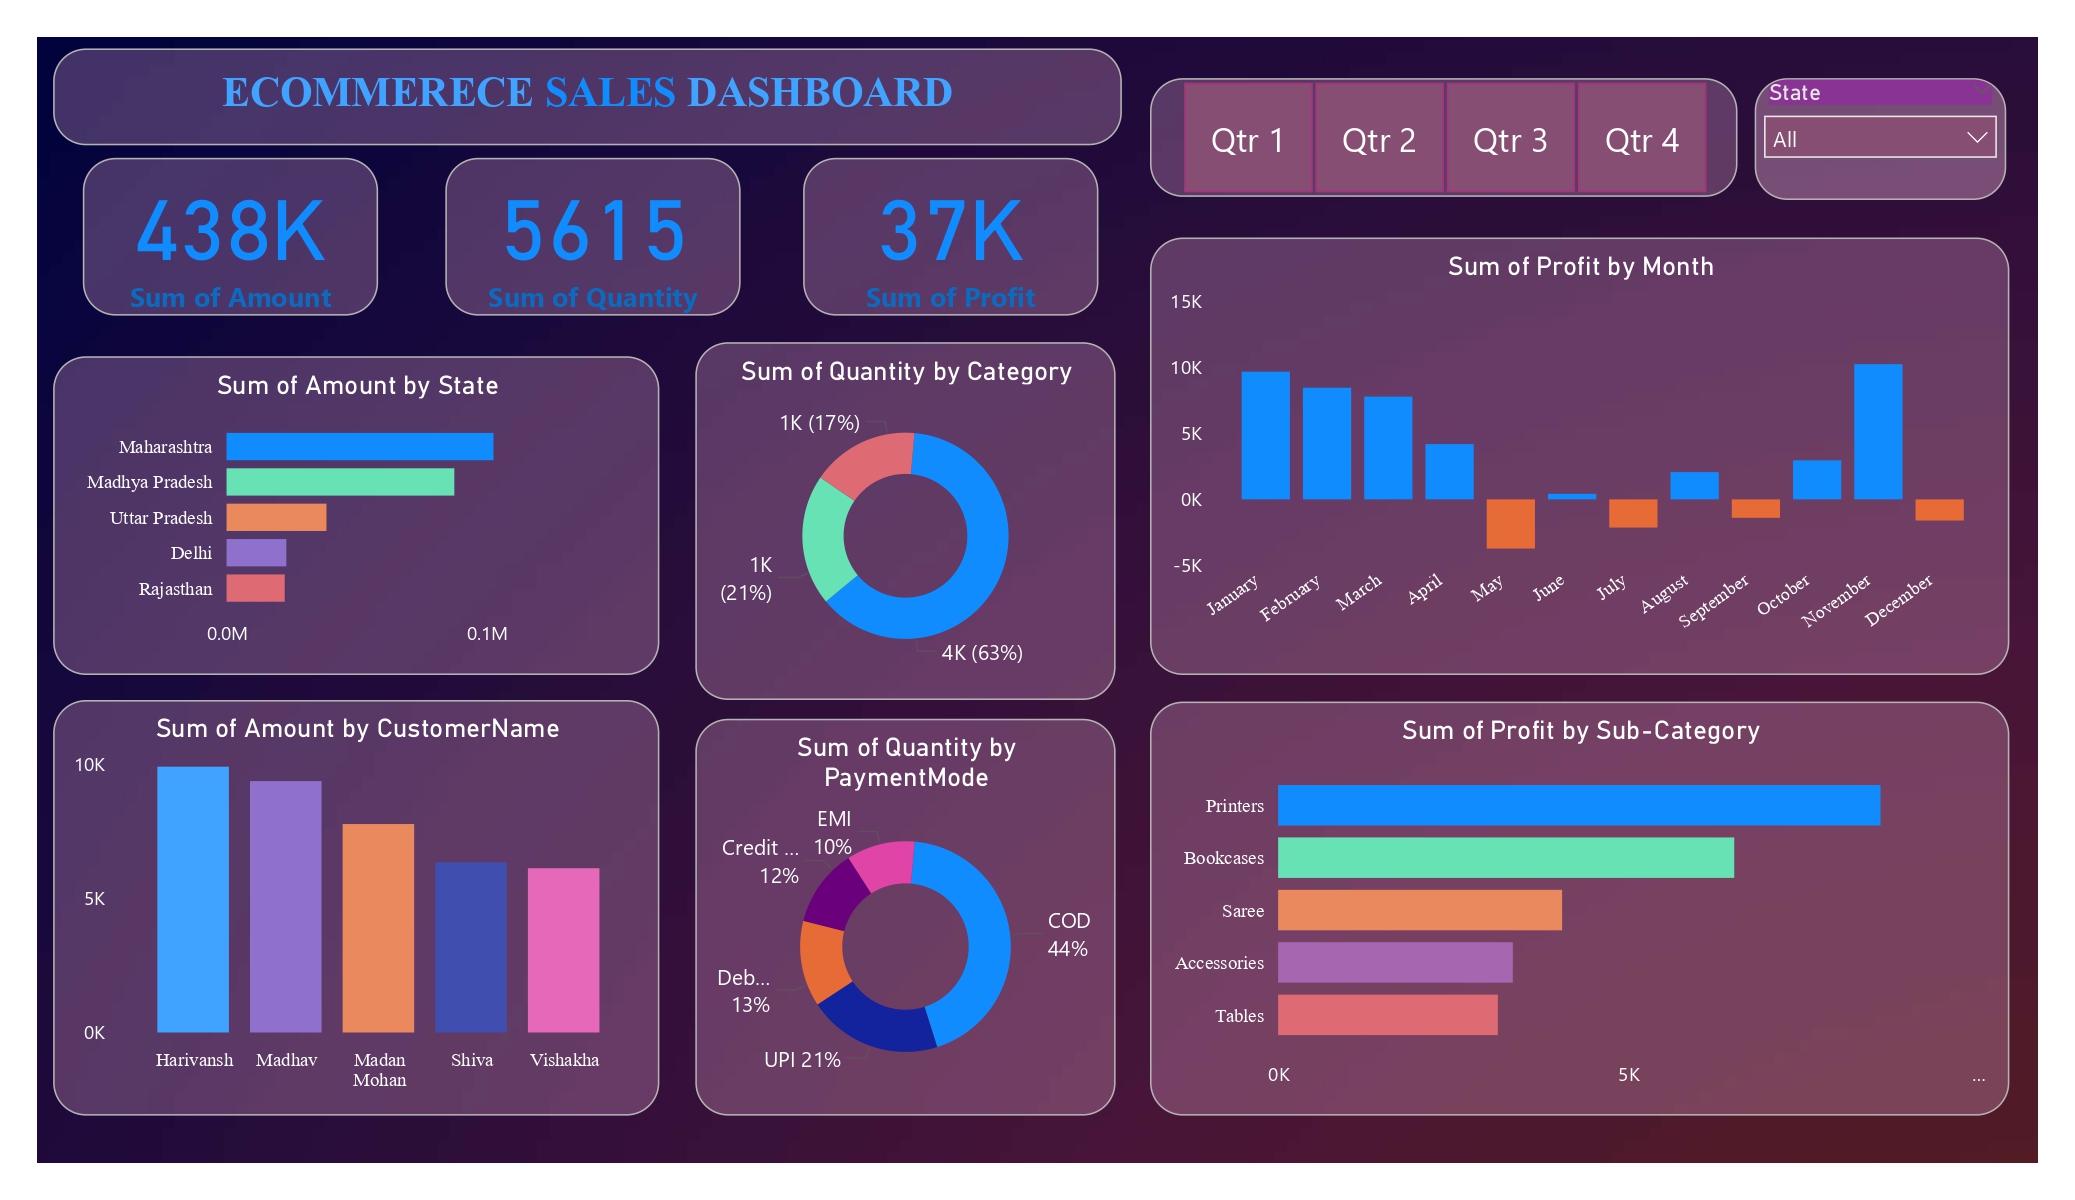 ECOMMERECE SALES DASHBOARD
Qtr 1
Qtr 2
Qtr 3
Qtr 4
State
All
438K
Sum of Amount
5615
Sum of Quantity
37K
Sum of Profit
Sum of Amount by State
Maharashtra
Madhya Pradesh
Uttar Pradesh
Delhi
Rajasthan
0.0M
0.1M
Sum of Quantity by Category
1K (17%)
1K
(21%)
4K (63%)
Sum of Profit by Month
15K
10K
5K
0K
-5K
January
February
March
April
May
June
July
August
September
October
November
December
Sum of Amount by CustomerName
10K
5K
0K
Harivansh
Madhav
Madan
Mohan
Shiva
Vishakha
Sum of Quantity by
PaymentMode
EMI
10%
Credit ...
12%
COD
44%
Deb...
13%
UPI 21%
Sum of Profit by Sub-Category
Printers
Bookcases
Saree
Accessories
Tables
0K
5K
...